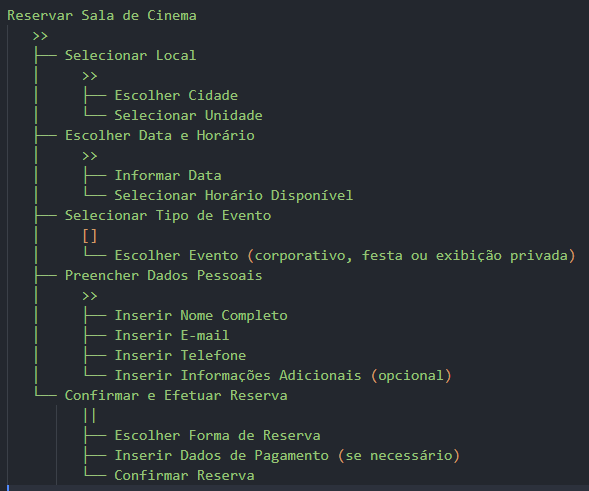 Reservar Sala de Cinema
>>
├── Selecionar Local
│ >>
│ ├── Escolher Cidade
│ └── Selecionar Unidade
├── Escolher Data e Horário
│ >>
│ ├── Informar Data
│ └── Selecionar Horário Disponível
├── Selecionar Tipo de Evento
│ []
│ └── Escolher Evento (corporativo, festa ou exibição privada)
├── Preencher Dados Pessoais
│ >>
│ ├── Inserir Nome Completo
│ ├── Inserir E-mail
│ ├── Inserir Telefone
│ └── Inserir Informações Adicionais (opcional)
└── Confirmar e Efetuar Reserva
||
├── Escolher Forma de Reserva
├── Inserir Dados de Pagamento (se necessário)
└── Confirmar Reserva